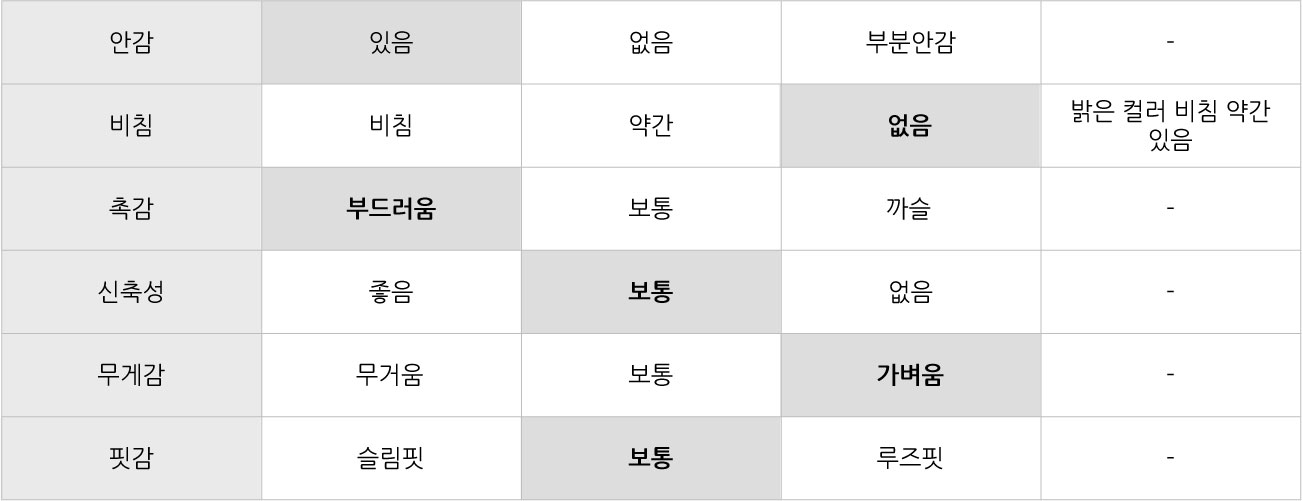 안감 있음 없음 부분안감 -
비침 비침 약간 없음 밝은 컬러 비침 약간
있음
촉감 부드러움 보통 까슬 -
신축성 좋음 보통 없음 -
무게감 무거움 보통 가벼움 -
핏감 슬림핏 보통 루즈핏 -